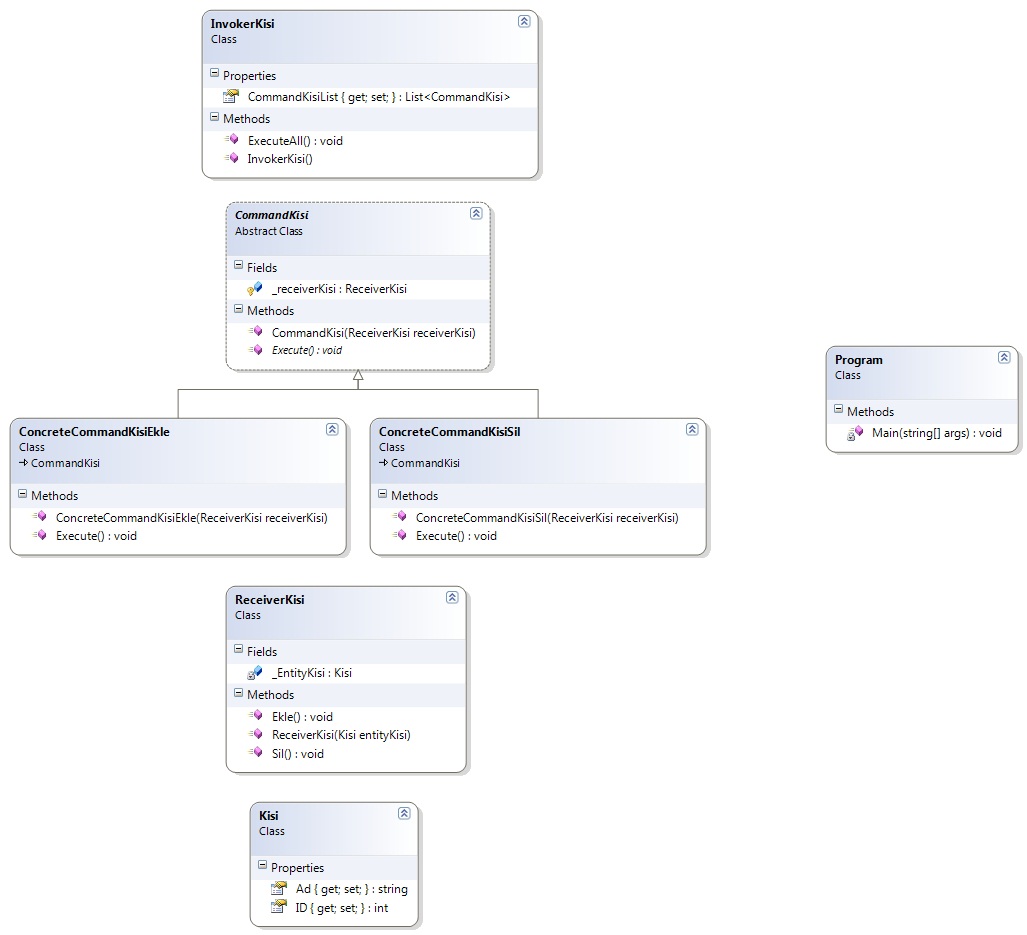 InvokerKisi
Class
Properties
CommandKisiList { get; set; } : List<CommandKisi>
Methods
ExecuteAll() : void
InvokerKisi()
CommandKisi
Abstract Class
Fields
_receiverKisi : ReceiverKisi
Methods
CommandKisi(ReceiverKisi receiverKisi)
Execute() : void
Program
Class
Methods
Main(string[] args) : void
ConcreteCommandKisiEkle
Class
CommandKisi
Methods
ConcreteCommandKisiEkle(ReceiverKisi receiverKisi)
Execute() : void
ConcreteCommandKisiSil
Class
CommandKisi
Methods
ConcreteCommandKisiSil(ReceiverKisi receiverKisi)
Execute() : void
ReceiverKisi
Class
Fields
_EntityKisi : Kisi
Methods
Ekle() : void
ReceiverKisi(Kisi entityKisi)
Sil() : void
Kisi
Class
Properties
Ad { get; set; } : string
ID { get; set; } : int